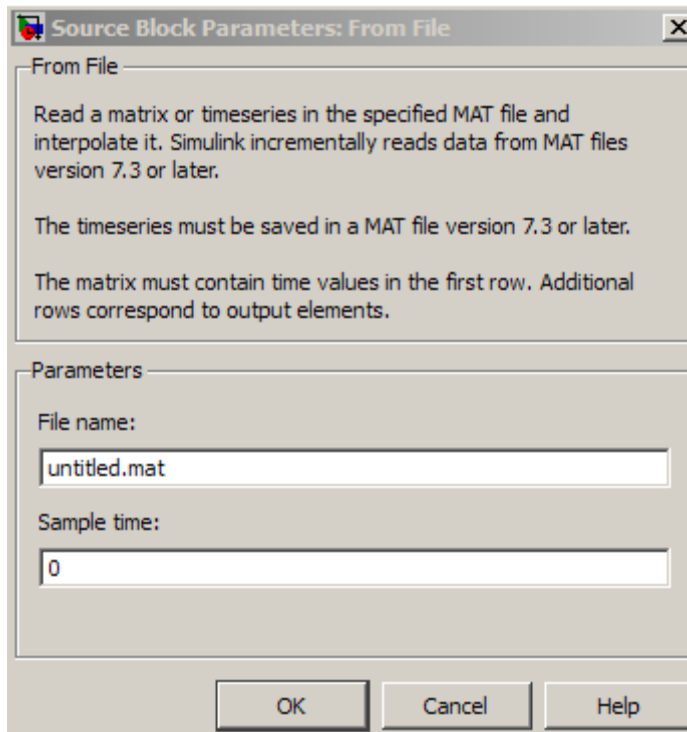 Source Block Parameters: From File
From File
Read a matrix or timeseries in the specified MAT file and
interpolate it. Simulink incrementally reads data from MAT files
version 7.3 or later.
The timeseries must be saved in a MAT file version 7.3 or later.
The matrix must contain time values in the first row. Additional
rows correspond to output elements.
Parameters
File name:
untitled.mat
Sample time:
0
OK Cancel Help